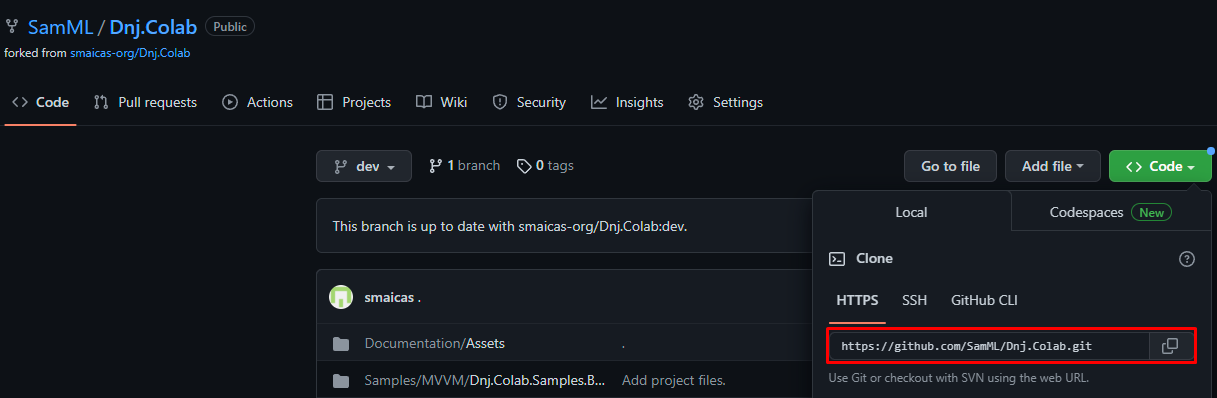 SamML / Dnj.Colab Public
forked from smaicas-org/Dnj.Colab
Code Pull requests Actions Projects Wiki Security Insights Settings
dev 1 branch 0 tags Go to file Add file Code
This branch is up to date with smaicas-org/Dnj.Colab:dev.
Local Codespaces New
Clone
smaicas .
HTTPS SSH GitHub CLI
Documentation/Assets .
https://github.com/SamML/Dnj.Colab.git
Samples/MVVM/Dnj.Colab.Samples.B... Add project files.
Use Git or checkout with SVN using the web URL.